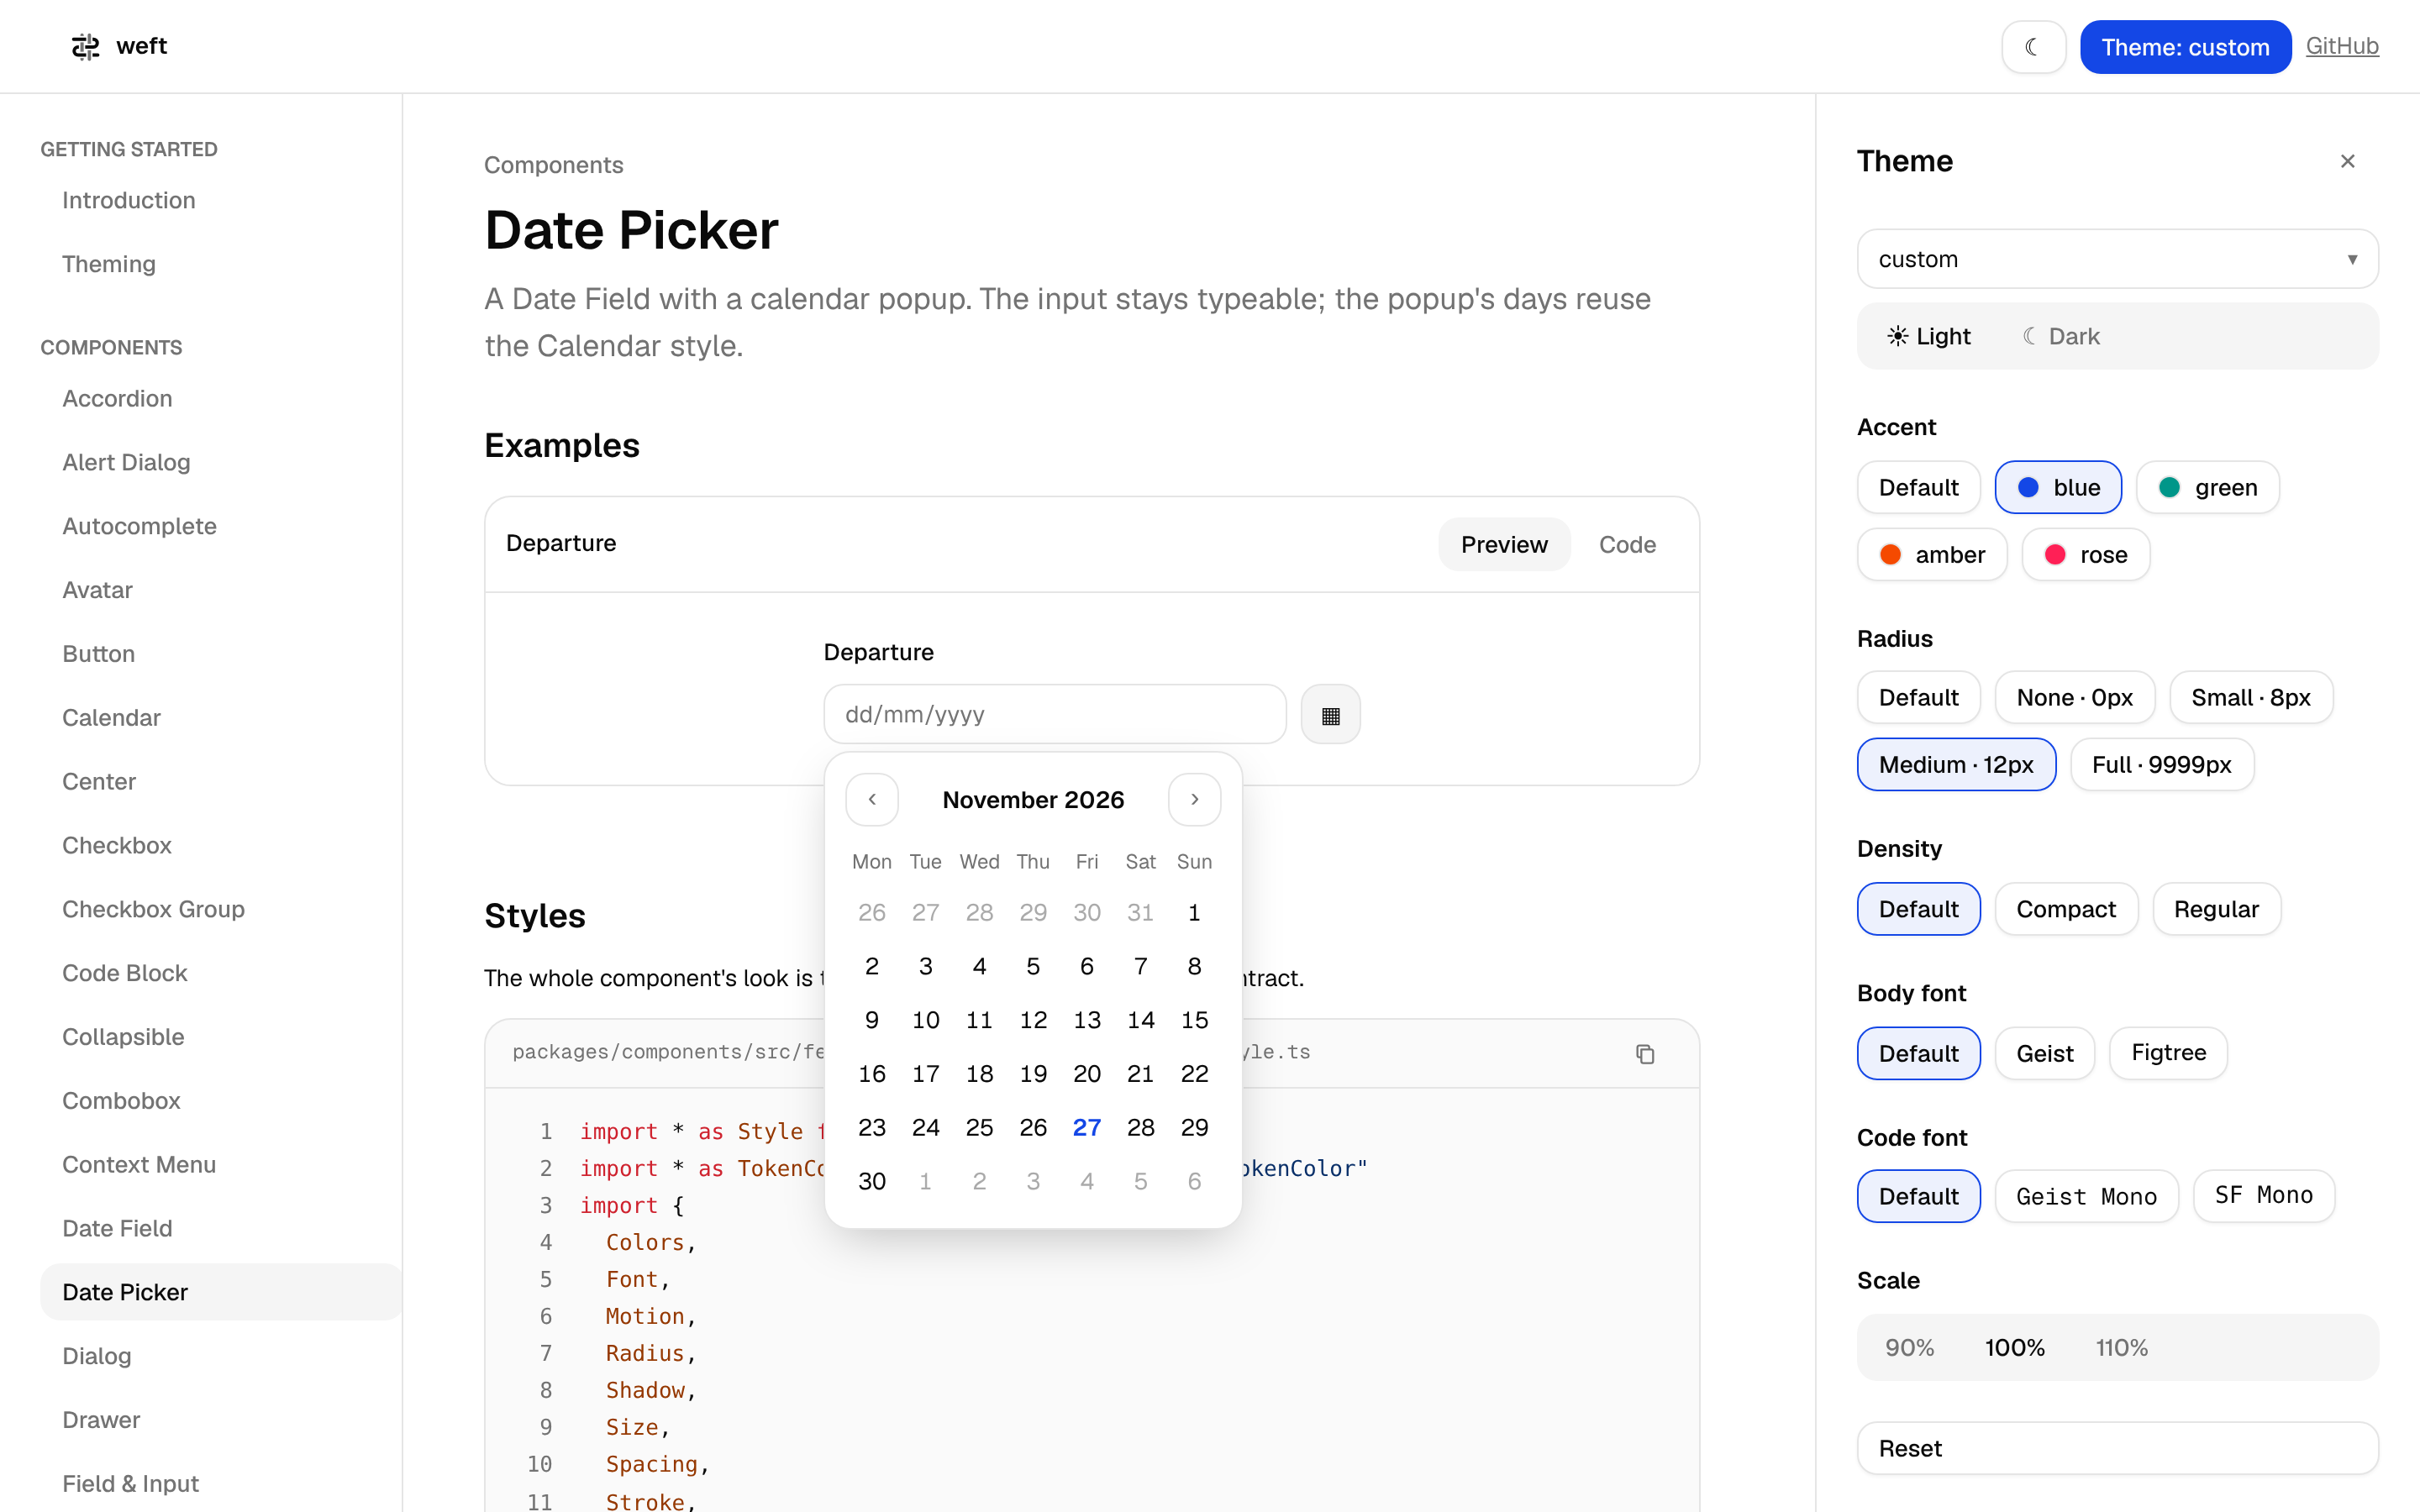 weft
☾
Theme: custom
GitHub
GETTING STARTED
Introduction
Theming
COMPONENTS
Accordion
Alert Dialog
Autocomplete
Avatar
Button
Calendar
Center
Checkbox
Checkbox Group
Code Block
Collapsible
Combobox
Context Menu
Date Field
Date Picker
Dialog
Drawer
Field & Input
Components
Date Picker
A Date Field with a calendar popup. The input stays typeable; the popup's days reuse
the Calendar style.
Examples
Departure
Preview Code
Departure
dd/mm/yyyy
‹ November 2026 ›
Mon Tue Wed Thu Fri Sat Sun
26 27 28 29 30 31 1
2 3 4 5 6 7 8
9 10 11 12 13 14 15
16 17 18 19 20 21 22
23 24 25 26 27 28 29
30 1 2 3 4 5 6
Styles
The whole component's look is
packages/components/src/
1 import * as Style
2 import * as
3 import {
4 Colors,
5 Font,
6 Motion,
7 Radius,
8 Shadow,
9 Size,
10 Spacing,
11 Stroke,
Theme ×
custom ▾
☀ Light ☾ Dark
Accent
Default blue green
amber rose
Radius
Default None · 0px Small · 8px
Medium · 12px Full · 9999px
Density
Default Compact Regular
Body font
Default Geist Figtree
Code font
Default Geist Mono SF Mono
Scale
90% 100% 110%
Reset